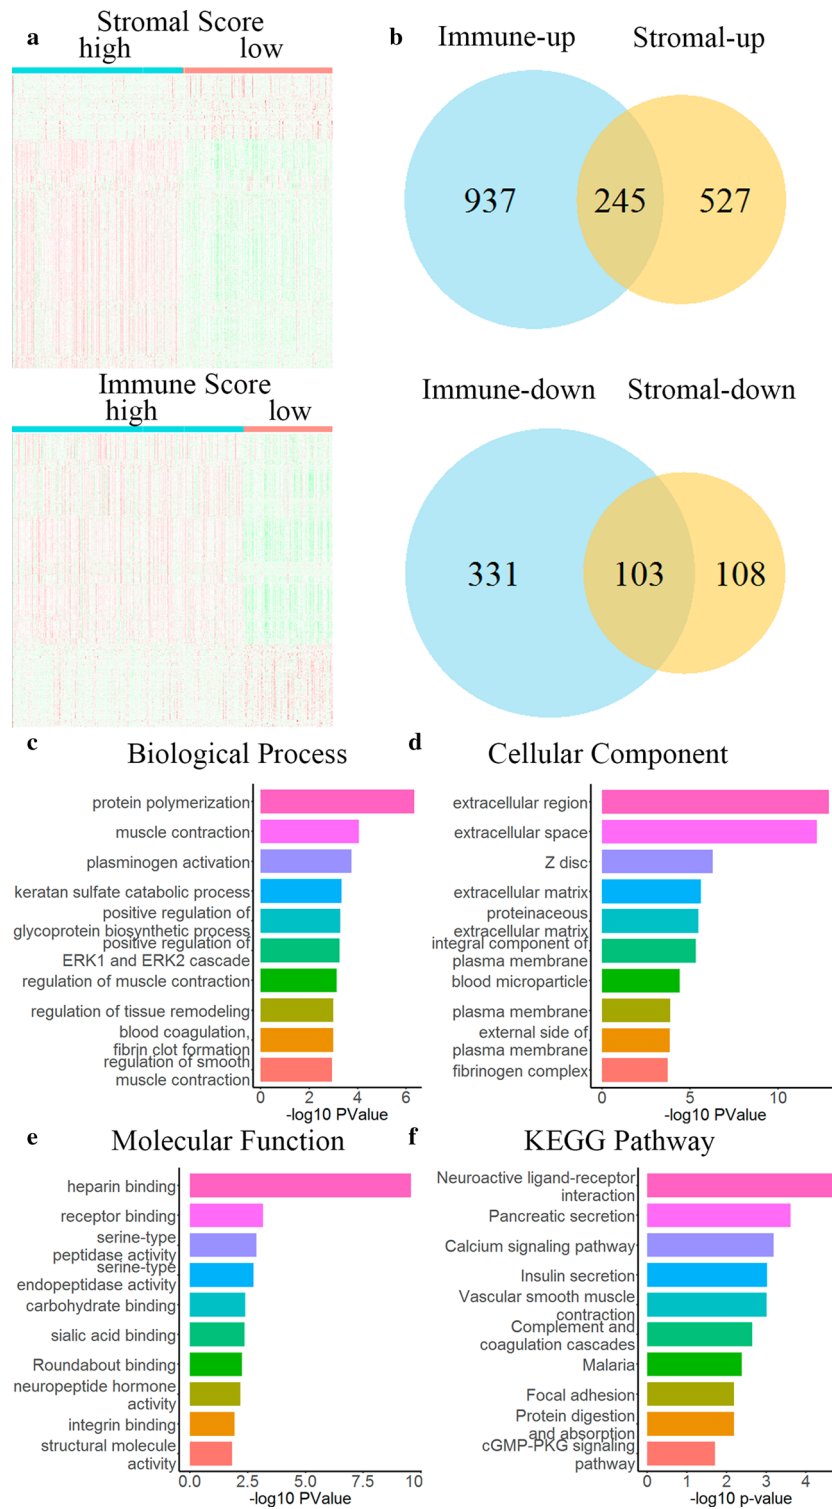 a
Stromal Score
high low
Immune Score
high low
b
Immune-up Stromal-up
937 245 527
Immune-down Stromal-down
331 103 108
c
Biological Process
protein polymerization
muscle contraction
plasminogen activation
keratan sulfate catabolic process
positive regulation of
glycoprotein biosynthetic process
positive regulation of
ERK1 and ERK2 cascade
regulation of muscle contraction
regulation of tissue remodeling
blood coagulation,
fibrin clot formation
regulation of smooth
muscle contraction
0 2 4 6
-log10 PValue
d
Cellular Component
extracellular region
extracellular space
Z disc
extracellular matrix
proteinaceous
extracellular matrix
integral component of
plasma membrane
blood microparticle
plasma membrane
external side of
plasma membrane
fibrinogen complex
0 5 10
-log10 PValue
e
Molecular Function
heparin binding
receptor binding
serine-type
peptidase activity
serine-type
endopeptidase activity
carbohydrate binding
sialic acid binding
Roundabout binding
neuropeptide hormone
activity
integrin binding
structural molecule
activity
0 2.5 5.0 7.5 10
-log10 PValue
f
KEGG Pathway
Neuroactive ligand-receptor
interaction
Pancreatic secretion
Calcium signaling pathway
Insulin secretion
Vascular smooth muscle
contraction
Complement and
coagulation cascades
Malaria
Focal adhesion
Protein digestion
and absorption
cGMP-PKG signaling
pathway
0 1 2 3 4
-log10 p-value